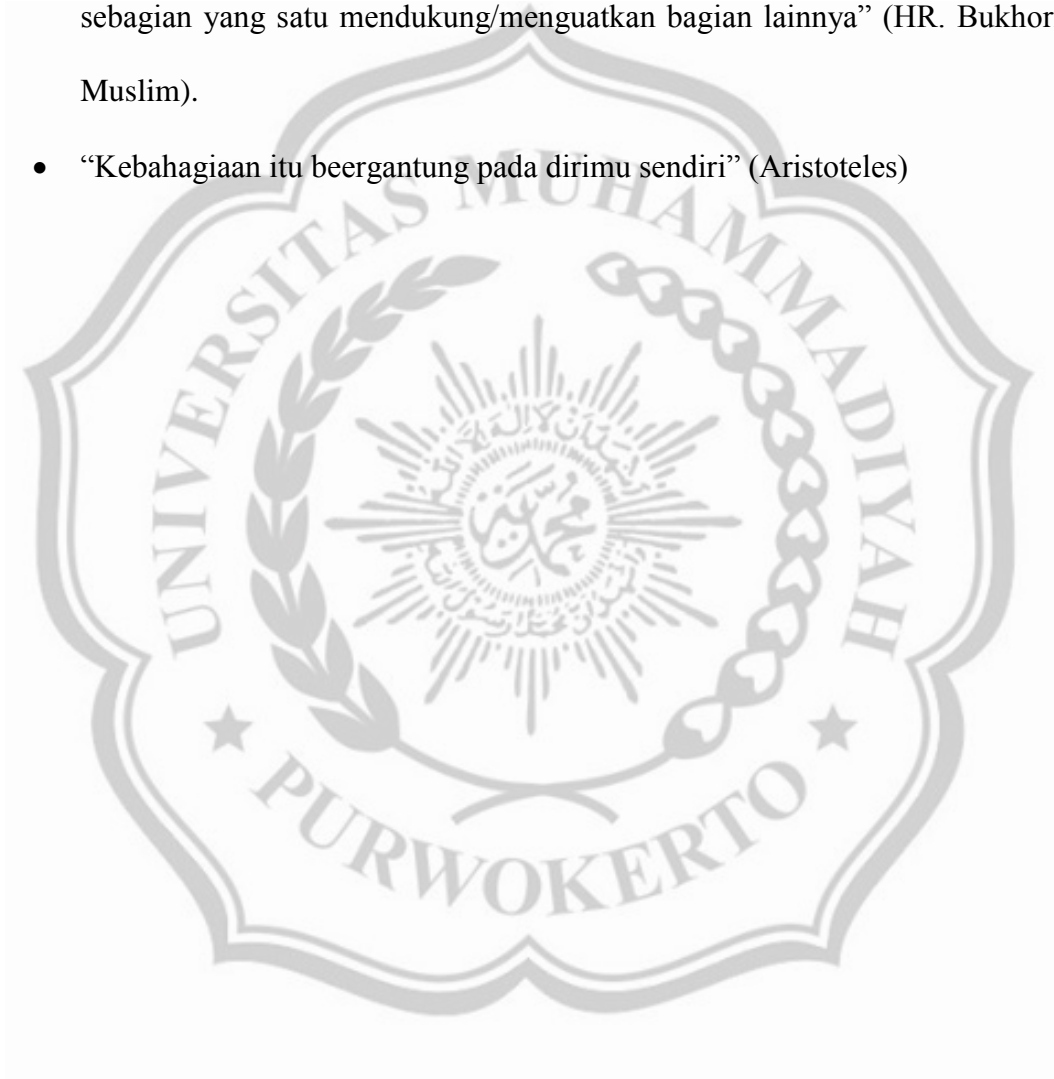 sebagian yang satu mendukung/menguatkan bagian lainnya” (HR. Bukhor
Muslim).
• “Kebahagiaan itu beergantung pada dirimu sendiri” (Aristoteles)
UNIVERSITAS MUHAMMADIYAH
PURWOKERTO